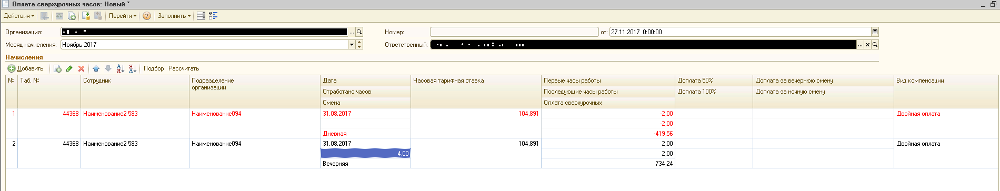 Оплата сверхурочных часов: Новый *
Действия Перейти Заполнить
Организация: Номер: от: 27.11.2017 0:00:00
Месяц начисления: Ноябрь 2017 Ответственный:
Начисления
Добавить Подбор Рассчитать
№ Таб. № Сотрудник Подразделение организации Дата Часовая тарифная ставка Первые часы работы Доплата 50% Доплата за вечернюю смену Вид компенсации
Отработано часов Последующие часы работы Доплата 100% Доплата за ночную смену
Смена Оплата сверхурочных
1 44368 Наименование2 583 Наименование094 31.08.2017 104,891 -2,00 Двойная оплата
-2,00
Дневная -419,56
2 44368 Наименование2 583 Наименование094 31.08.2017 104,891 2,00 Двойная оплата
4,00 2,00
Вечерняя 734,24